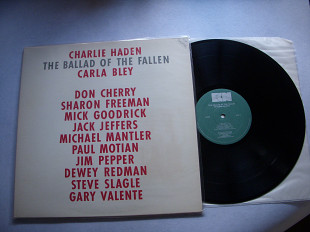 CHARLIE HADEN
THE BALLAD OF THE FALLEN
CARLA BLEY
DON CHERRY
SHARON FREEMAN
MICK GOODRICK
JACK JEFFERS
MICHAEL MANTLER
PAUL MOTIAN
JIM PEPPER
DEWEY REDMAN
STEVE SLAGLE
GARY VALENTE